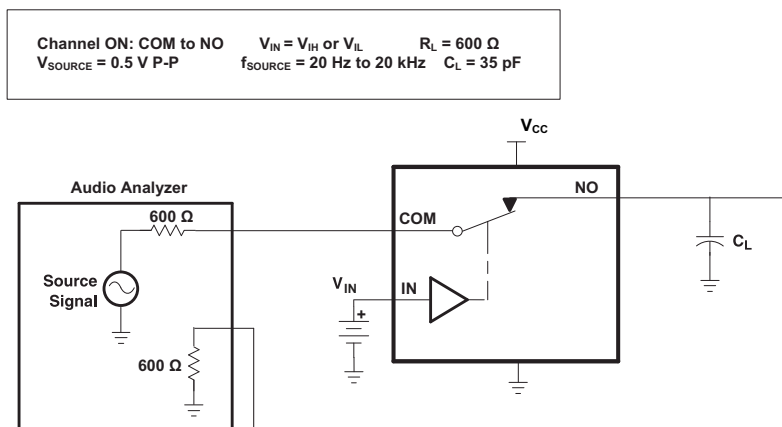 Channel ON: COM to NO V_IN = V_IH or V_IL R_L = 600 Ω
V_SOURCE = 0.5 V P-P f_SOURCE = 20 Hz to 20 kHz C_L = 35 pF
V_CC
Audio Analyzer
NO
600 Ω
COM
C_L
Source
Signal
V_IN
IN
+
600 Ω